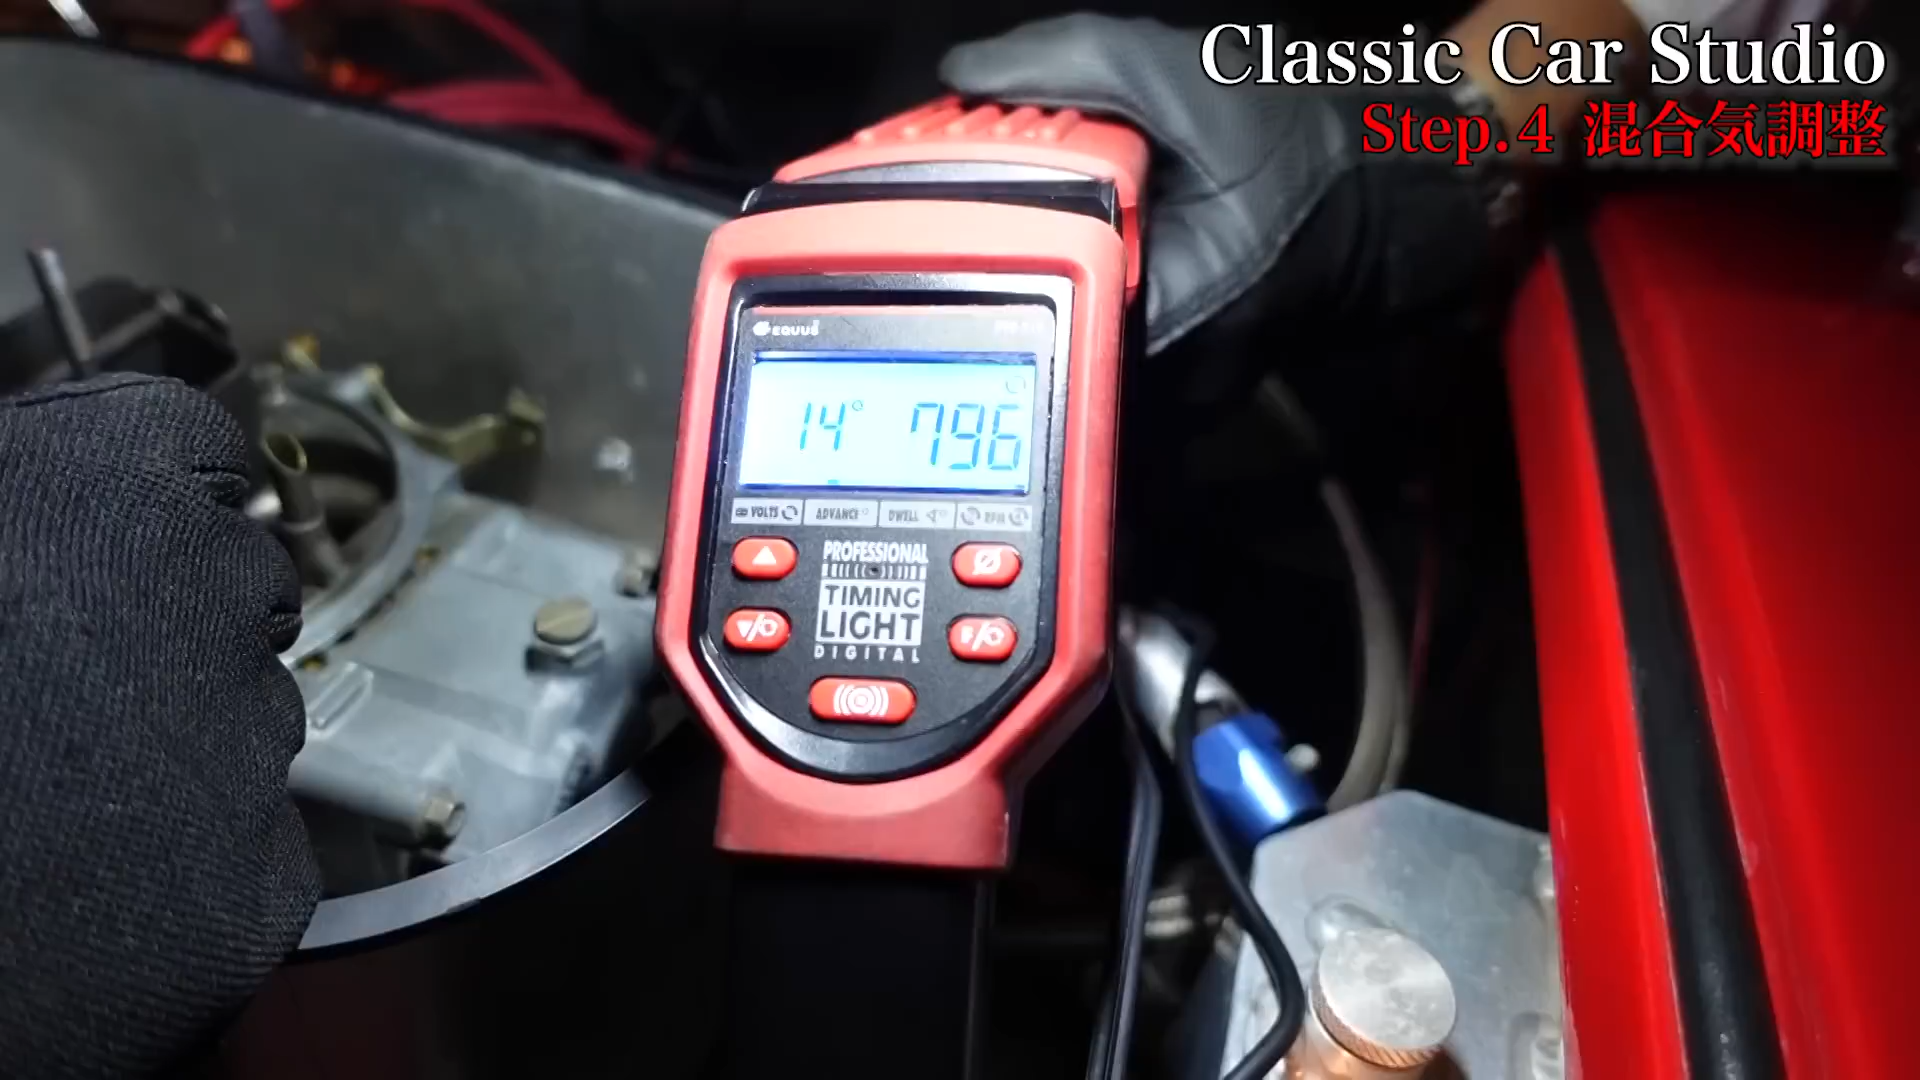 Classic Car Studio
Step.4 混合気調整
EQUUS
14° 796
VOLTS ADVANCE° DWELL RPM
PROFESSIONAL
TIMING
LIGHT
DIGITAL
▼/
F/